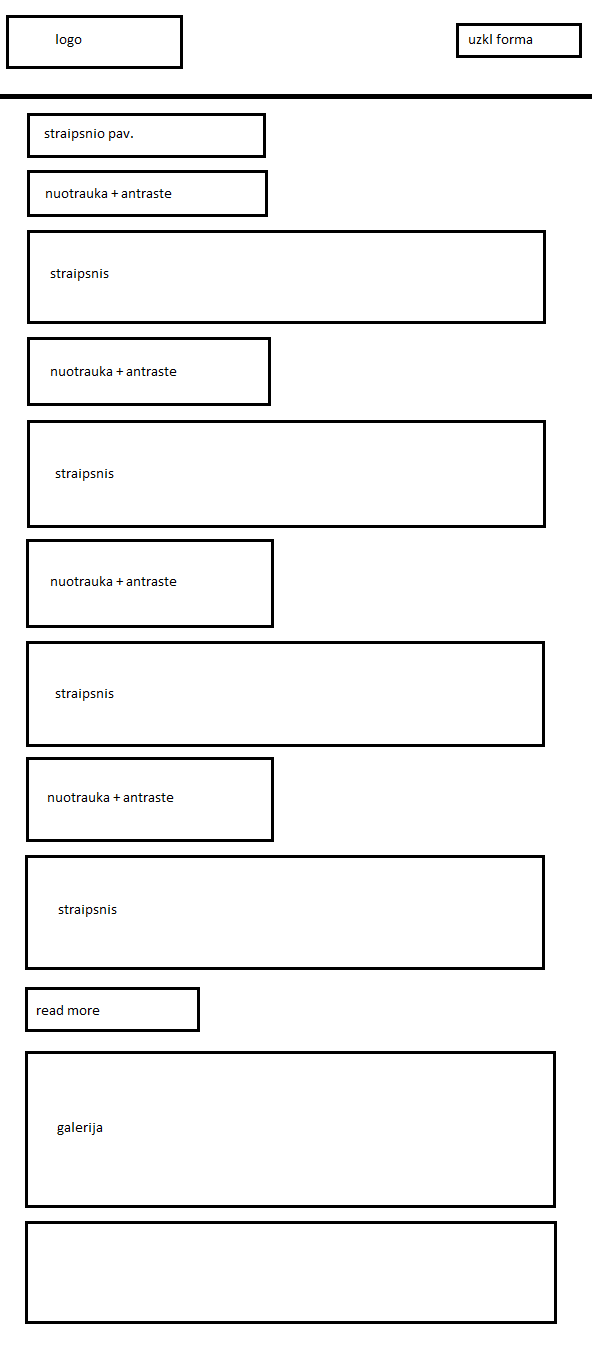 logo
uzkl forma
straipsnio pav.
nuotrauka + antraste
straipsnis
nuotrauka + antraste
straipsnis
nuotrauka + antraste
straipsnis
nuotrauka + antraste
straipsnis
read more
galerija